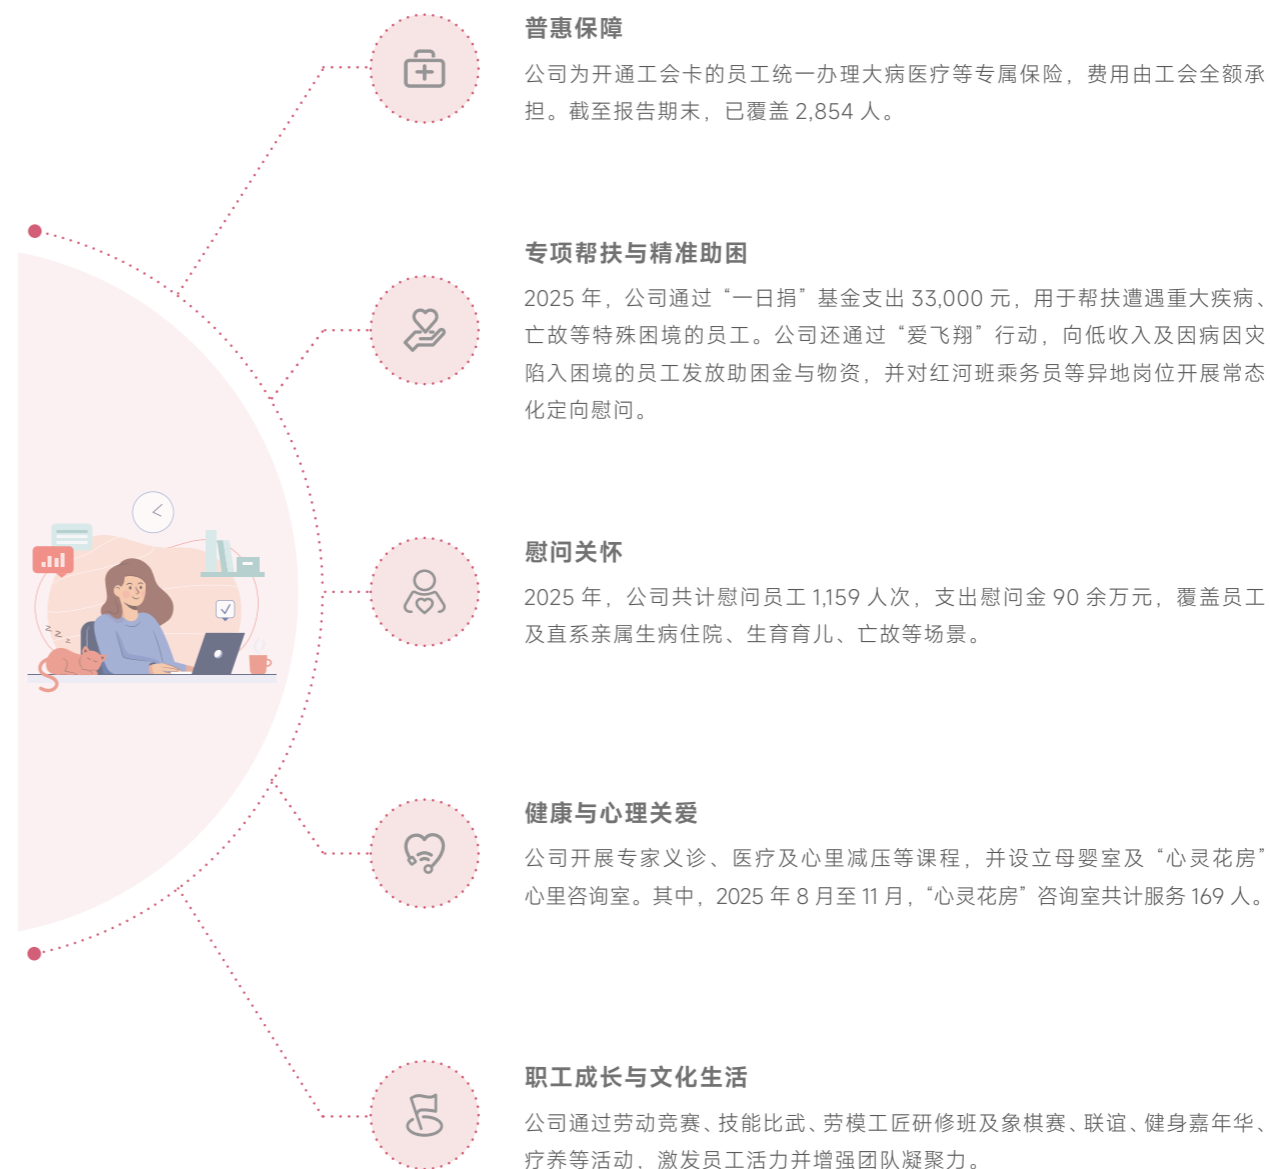 普惠保障
公司为开通工会卡的员工统一办理大病医疗等专属保险，费用由工会全额承
担。截至报告期末，已覆盖 2,854 人。
专项帮扶与精准助困
2025 年，公司通过“一日捐”基金支出 33,000 元，用于帮扶遭遇重大疾病、
亡故等特殊困境的员工。公司还通过“爱飞翔”行动，向低收入及因病因灾
陷入困境的员工发放助困金与物资，并对红河班乘务员等异地岗位开展常态
化定向慰问。
慰问关怀
2025 年，公司共计慰问员工 1,159 人次，支出慰问金 90 余万元，覆盖员工
及直系亲属生病住院、生育育儿、亡故等场景。
健康与心理关爱
公司开展专家义诊、医疗及心里减压等课程，并设立母婴室及“心灵花房”
心里咨询室。其中，2025 年 8 月至 11 月，“心灵花房”咨询室共计服务 169 人。
职工成长与文化生活
公司通过劳动竞赛、技能比武、劳模工匠研修班及象棋赛、联谊、健身嘉年华、
疗养等活动，激发员工活力并增强团队凝聚力。